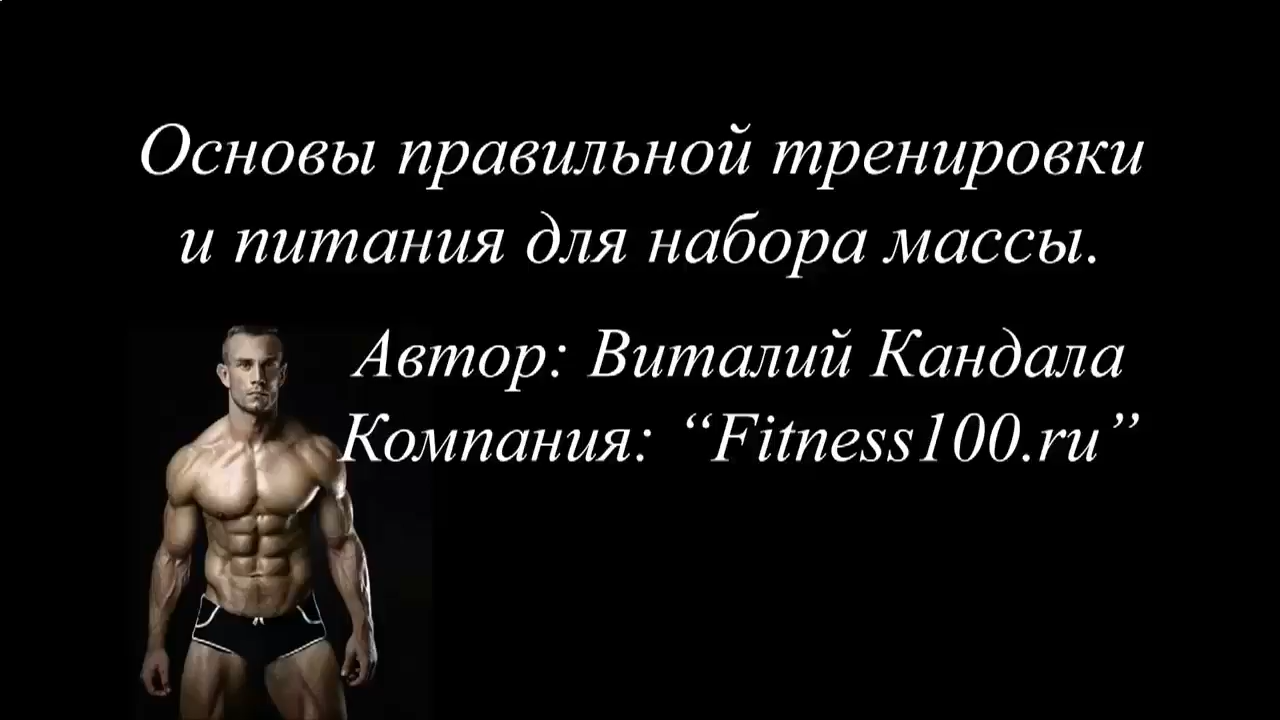 Основы правильной тренировки
и питания для набора массы.
Автор: Виталий Кандала
Компания: “Fitness100.ru”